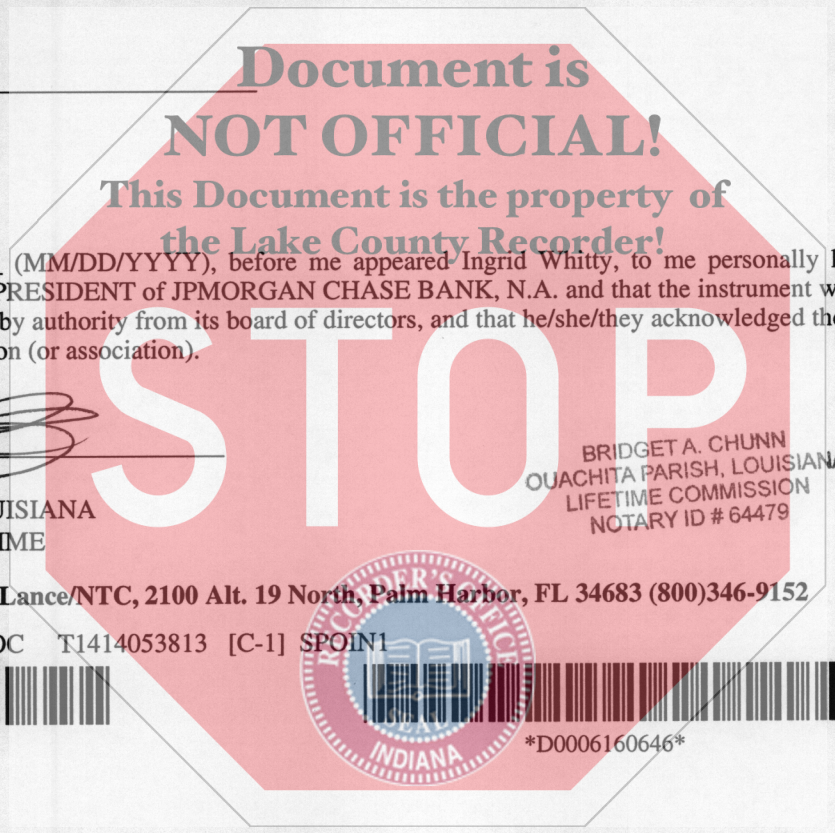 Document is
NOT OFFICIAL!
This Document is the property of
the Lake County Recorder!
(MM/DD/YYYY), before me appeared Ingrid Whitty, to me personally
PRESIDENT of JPMORGAN CHASE BANK, N.A. and that the instrument
by authority from its board of directors, and that he/she/they acknowledged
(or association).
STOP
BRIDGET A. CHUNN
OUACHITA PARISH, LOUISIANA
LIFETIME COMMISSION
NOTARY ID # 64479
UISIANA
IME
Lance/NTC, 2100 Alt. 19 North, Palm Harbor, FL 34683 (800)346-9152
OC T1414053813 [C-1] SPOIN1
RECORDER'S OFFICE
SEAL
INDIANA
*D0006160646*